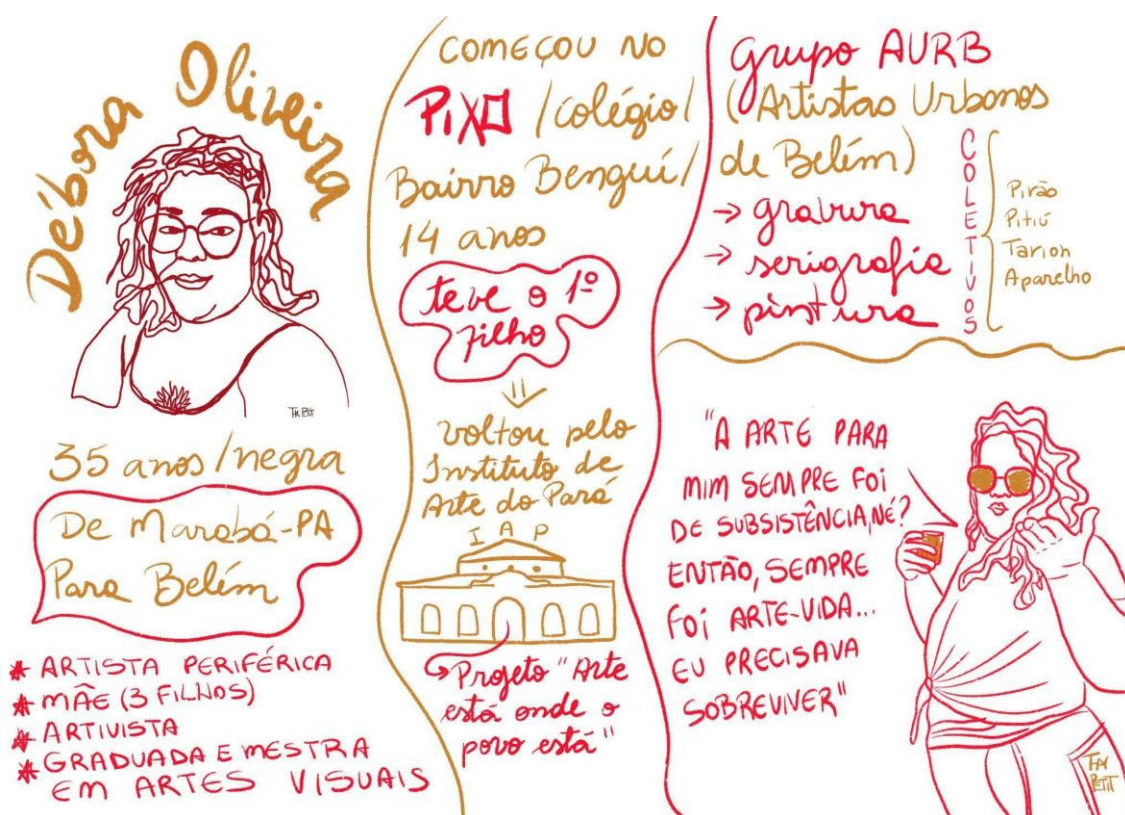 Débora Oliveira
TAI PETIT
35 anos/negra
De Marabá-PA
Para Belém
* ARTISTA PERIFÉRICA
* MÃE (3 FILHOS)
* ARTIVISTA
* GRADUADA E MESTRA
EM ARTES VISUAIS
COMEÇOU NO
PIXO /colégio/
Bairro Benguí/
14 anos
teve o 1º
filho
voltou pelo
Instituto de
Arte do Pará
I A P
Projeto "Arte
está onde o
povo está"
Grupo AURB
(Artistas Urbanos
de Belém)
→ gravura
→ serigrafia
→ pintura
COLETIVOS
Pirão
Pitiú
Tarion
Aparelho
"A ARTE PARA
MIM SEMPRE FOI
DE SUBSISTÊNCIA, NÉ?
ENTÃO, SEMPRE
FOI ARTE-VIDA...
EU PRECISAVA
SOBREVIVER"
TAI
PETIT